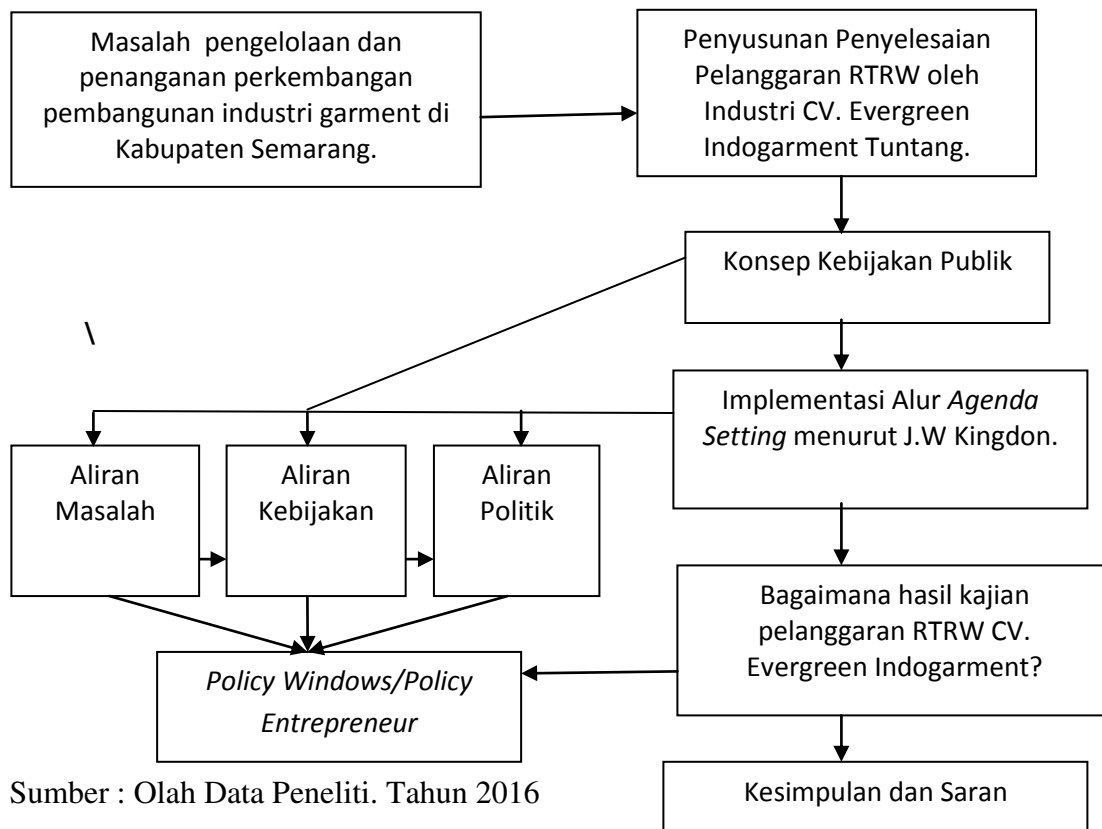 Masalah pengelolaan dan
penanganan perkembangan
pembangunan industri garment di
Kabupaten Semarang.
Penyusunan Penyelesaian
Pelanggaran RTRW oleh
Industri CV. Evergreen
Indogarment Tuntang.
Konsep Kebijakan Publik
\
Implementasi Alur Agenda
Setting menurut J.W Kingdon.
Aliran
Masalah
Aliran
Kebijakan
Aliran
Politik
Bagaimana hasil kajian
pelanggaran RTRW CV.
Evergreen Indogarment?
Policy Windows/Policy
Entrepreneur
Kesimpulan dan Saran
Sumber : Olah Data Peneliti. Tahun 2016